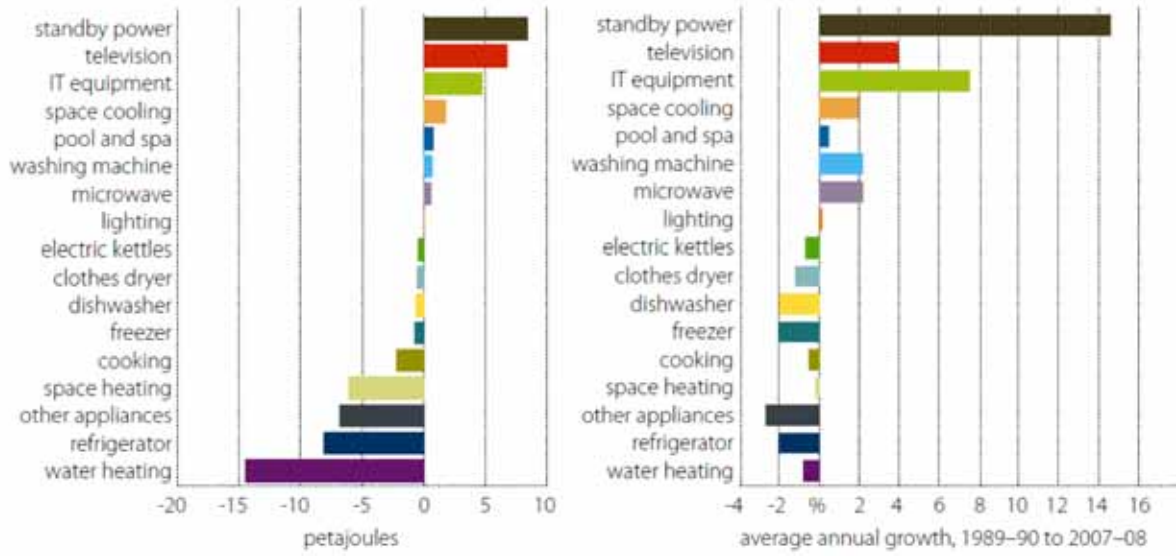 standby power
television
IT equipment
space cooling
pool and spa
washing machine
microwave
lighting
electric kettles
clothes dryer
dishwasher
freezer
cooking
space heating
other appliances
refrigerator
water heating
-20 -15 -10 -5 0 5 10
petajoules
standby power
television
IT equipment
space cooling
pool and spa
washing machine
microwave
lighting
electric kettles
clothes dryer
dishwasher
freezer
cooking
space heating
other appliances
refrigerator
water heating
-4 -2 % 2 4 6 8 10 12 14 16
average annual growth, 1989–90 to 2007–08